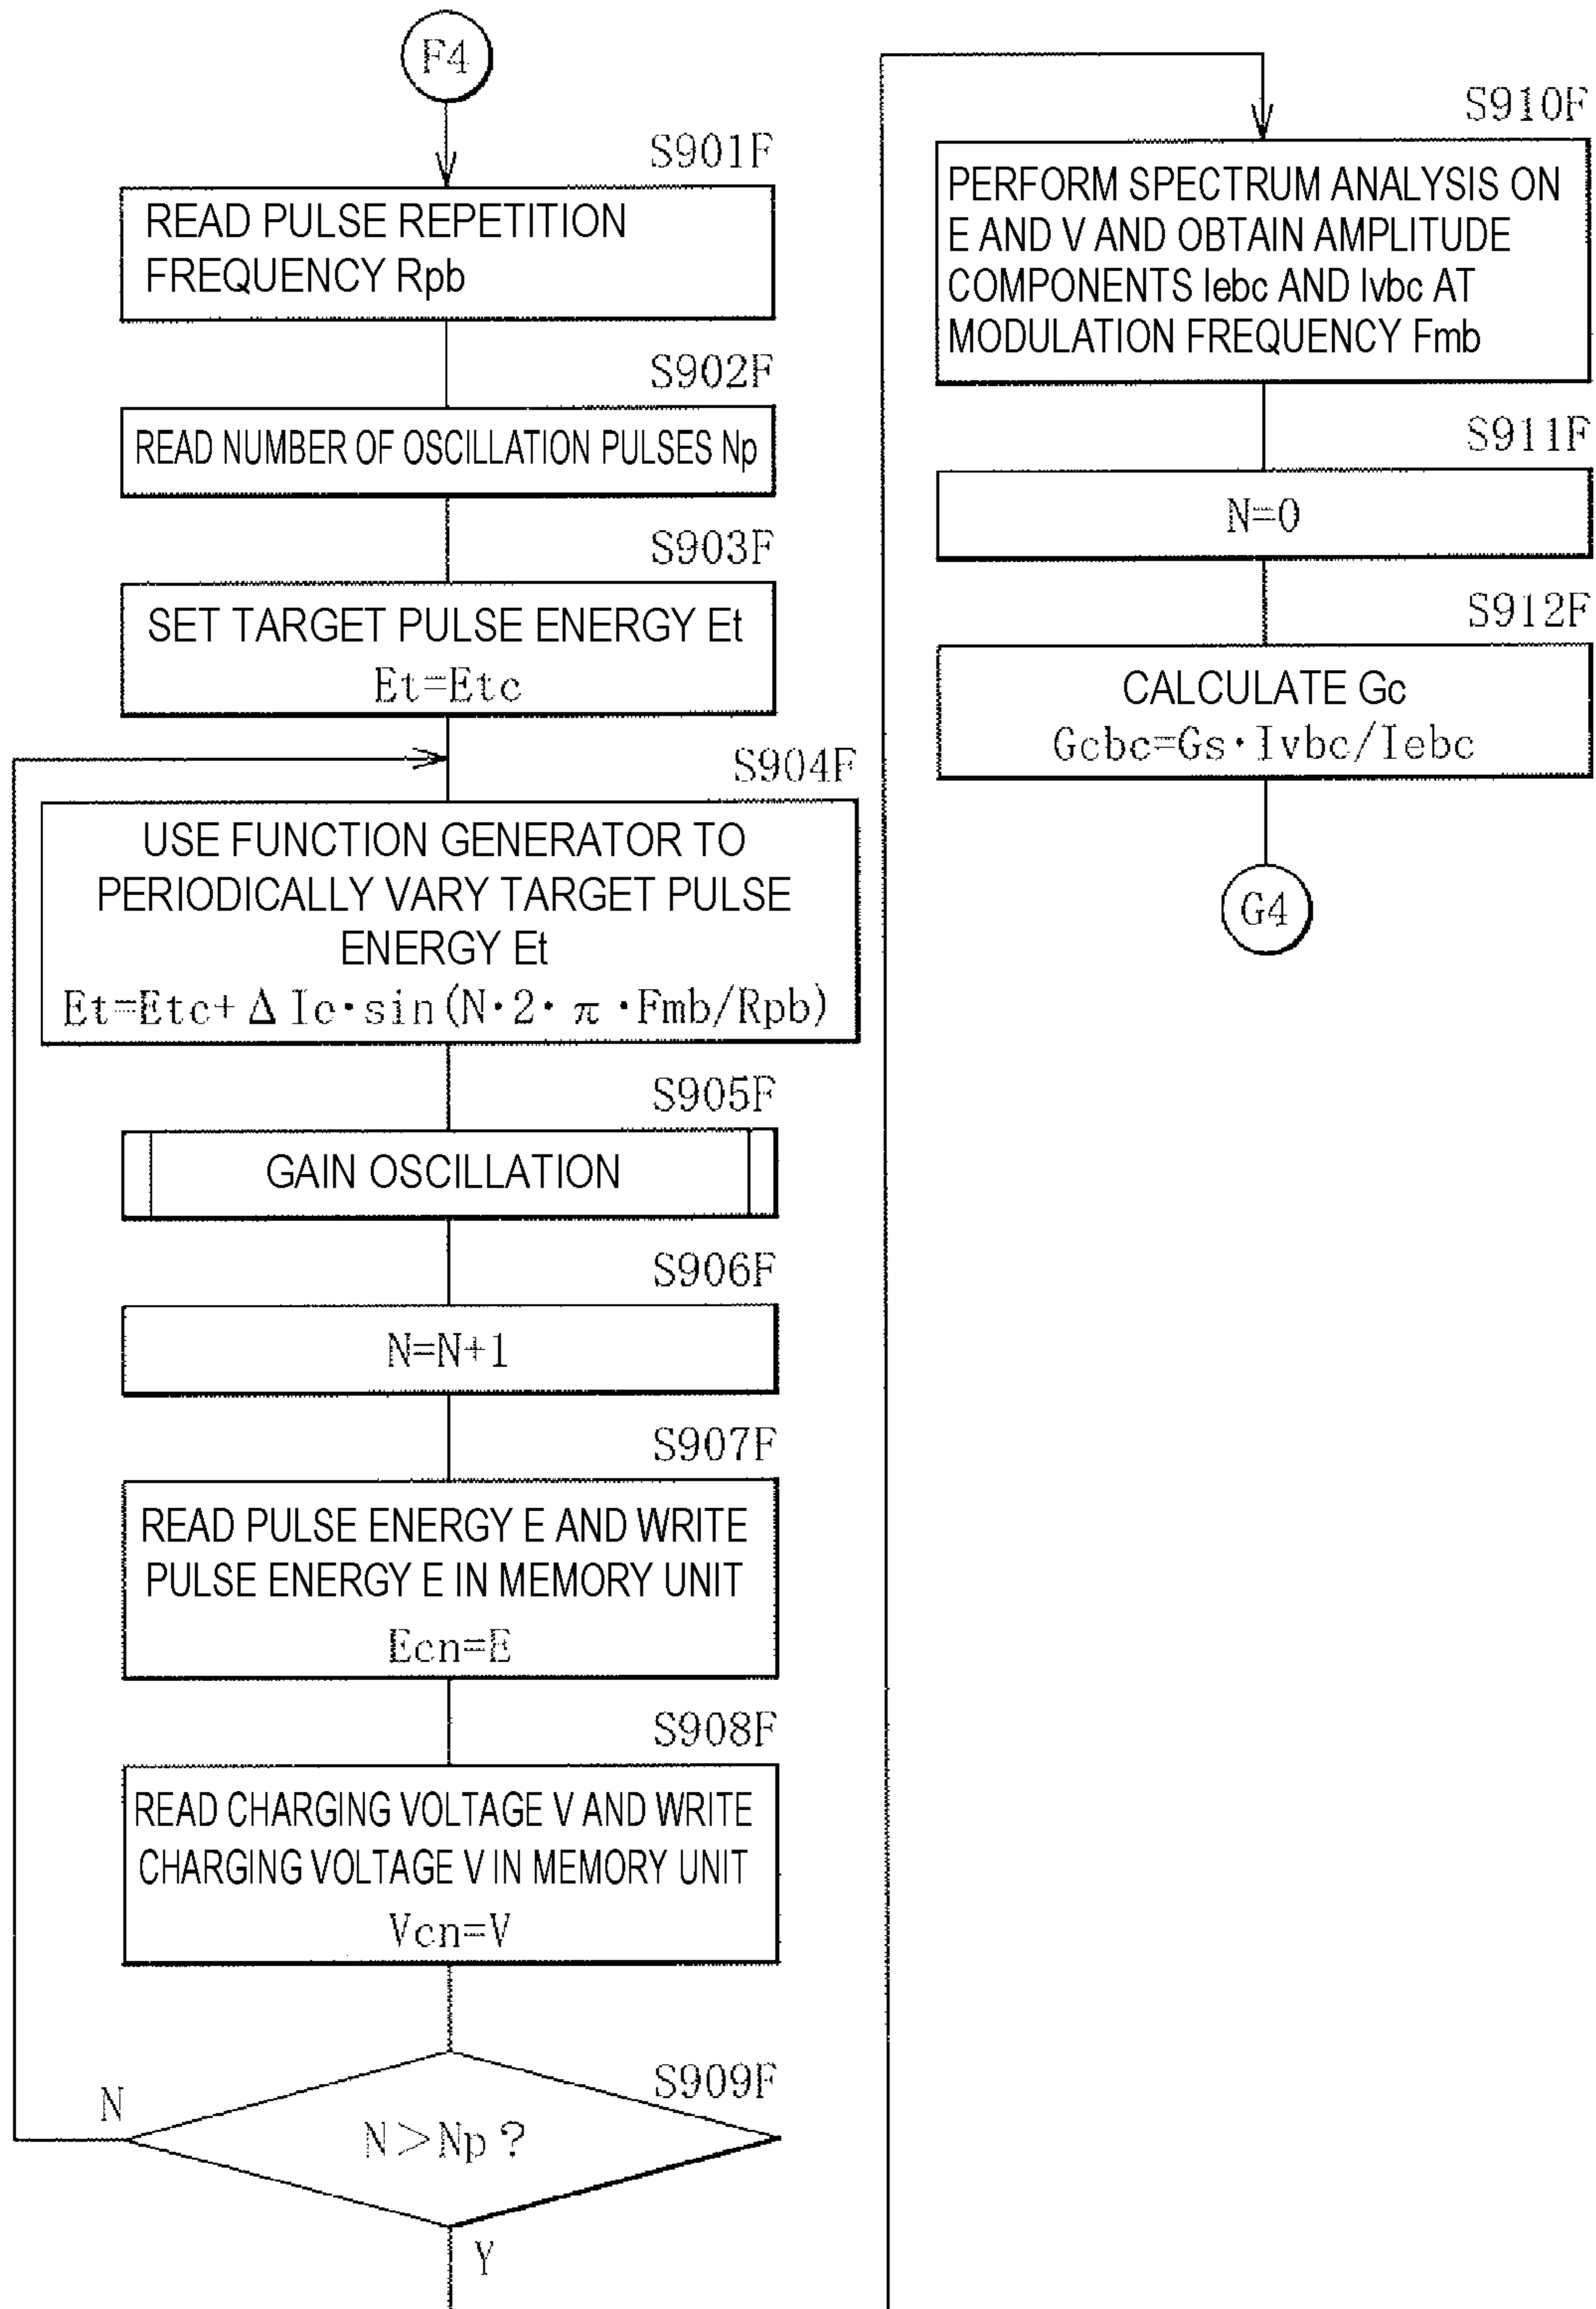 F4
S901F
READ PULSE REPETITION
FREQUENCY Rpb
S902F
READ NUMBER OF OSCILLATION PULSES Np
S903F
SET TARGET PULSE ENERGY Et
Et=Etc
S904F
USE FUNCTION GENERATOR TO
PERIODICALLY VARY TARGET PULSE
ENERGY Et
Et=Etc+ΔIc·sin(N·2·π·Fmb/Rpb)
S905F
GAIN OSCILLATION
S906F
N=N+1
S907F
READ PULSE ENERGY E AND WRITE
PULSE ENERGY E IN MEMORY UNIT
Ecn=E
S908F
READ CHARGING VOLTAGE V AND WRITE
CHARGING VOLTAGE V IN MEMORY UNIT
Vcn=V
S909F
N
N>Np?
Y
S910F
PERFORM SPECTRUM ANALYSIS ON
E AND V AND OBTAIN AMPLITUDE
COMPONENTS Iebc AND Ivbc AT
MODULATION FREQUENCY Fmb
S911F
N=0
S912F
CALCULATE Gc
Gcbc=Gs·Ivbc/Iebc
G4